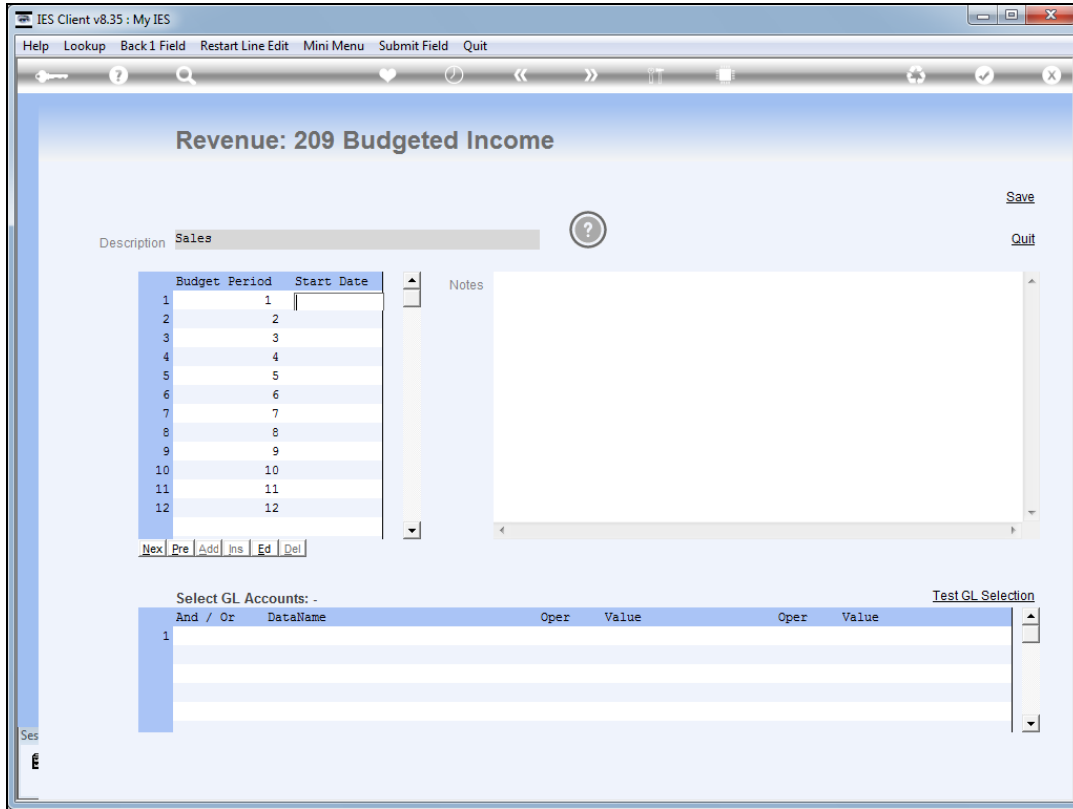 IES Client v8.35 : My IES
Help Lookup Back 1 Field Restart Line Edit Mini Menu Submit Field Quit
Revenue: 209 Budgeted Income
Save
Description Sales ? Quit
Budget Period Start Date Notes
1 1
2 2
3 3
4 4
5 5
6 6
7 7
8 8
9 9
10 10
11 11
12 12
Nex Pre Add Ins Ed Del
Select GL Accounts: - Test GL Selection
And / Or DataName Oper Value Oper Value
1
Ses